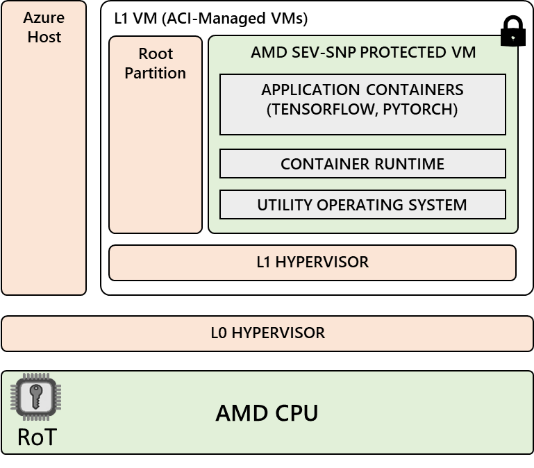 Azure
Host
L1 VM (ACI-Managed VMs)
Root
Partition
AMD SEV-SNP PROTECTED VM
APPLICATION CONTAINERS
(TENSORFLOW, PYTORCH)
CONTAINER RUNTIME
UTILITY OPERATING SYSTEM
L1 HYPERVISOR
L0 HYPERVISOR
RoT
AMD CPU